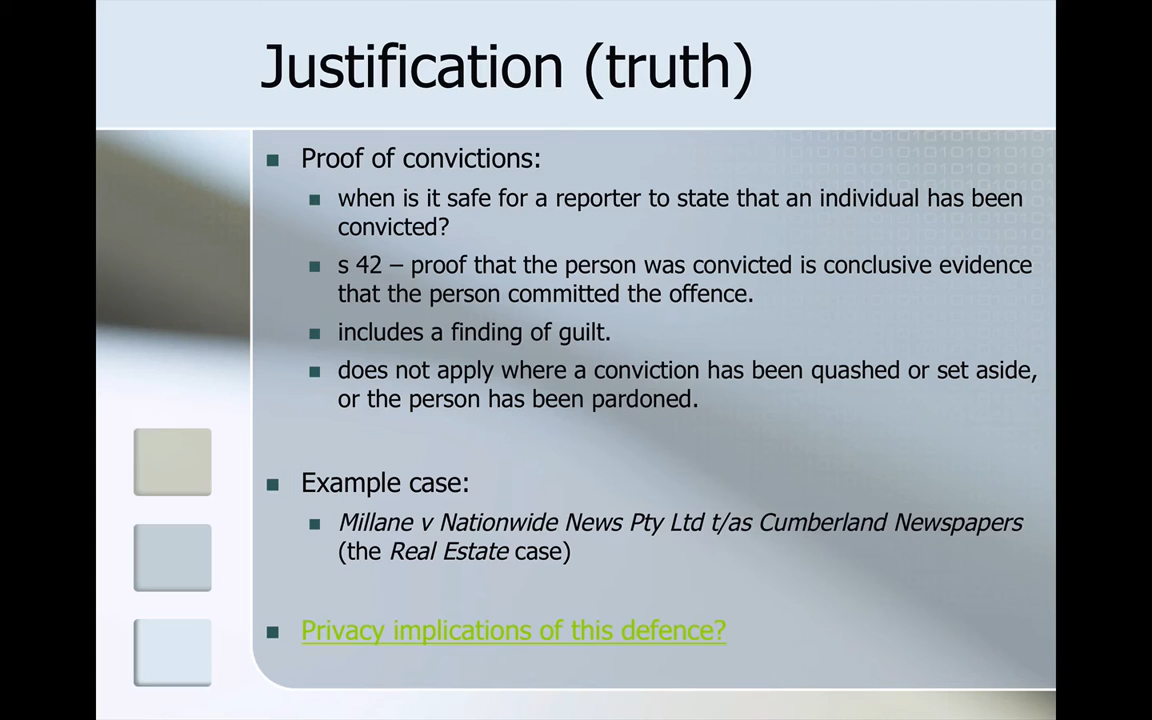 Justification (truth)
Proof of convictions:
when is it safe for a reporter to state that an individual has been
convicted?
s 42 – proof that the person was convicted is conclusive evidence
that the person committed the offence.
includes a finding of guilt.
does not apply where a conviction has been quashed or set aside,
or the person has been pardoned.
Example case:
Millane v Nationwide News Pty Ltd t/as Cumberland Newspapers
(the Real Estate case)
Privacy implications of this defence?